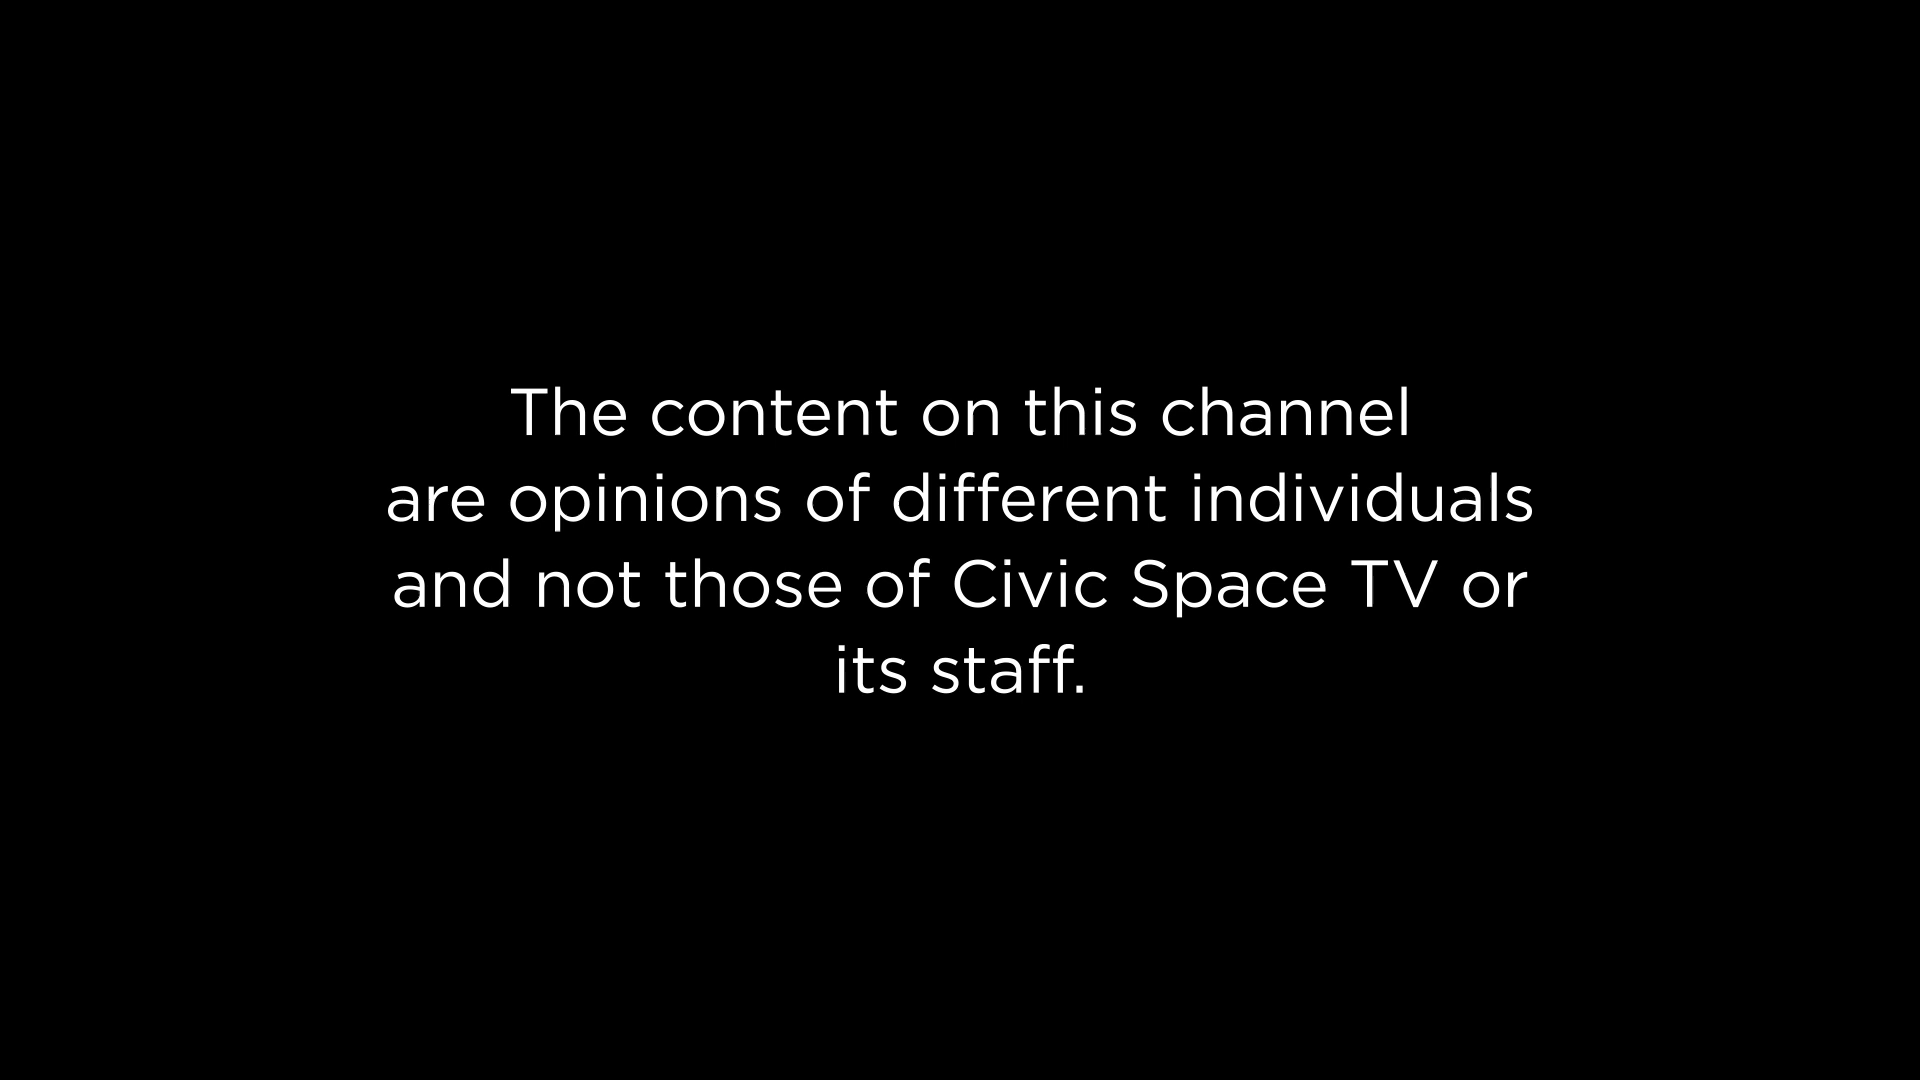 The content on this channel
are opinions of different individuals
and not those of Civic Space TV or
its staff.